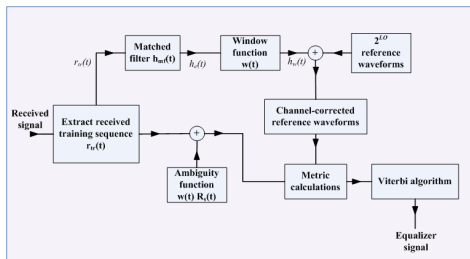 r_tr(t)
Matched
filter h_mf(t)
h_e(t)
Window
function
w(t)
h_w(t)
+
2^LO
reference
waveforms
Received
signal
Extract received
training sequence
r_tr(t)
+
Channel-corrected
reference waveforms
Ambiguity
function
w(t) R_s(t)
Metric
calculations
Viterbi algorithm
Equalizer
signal